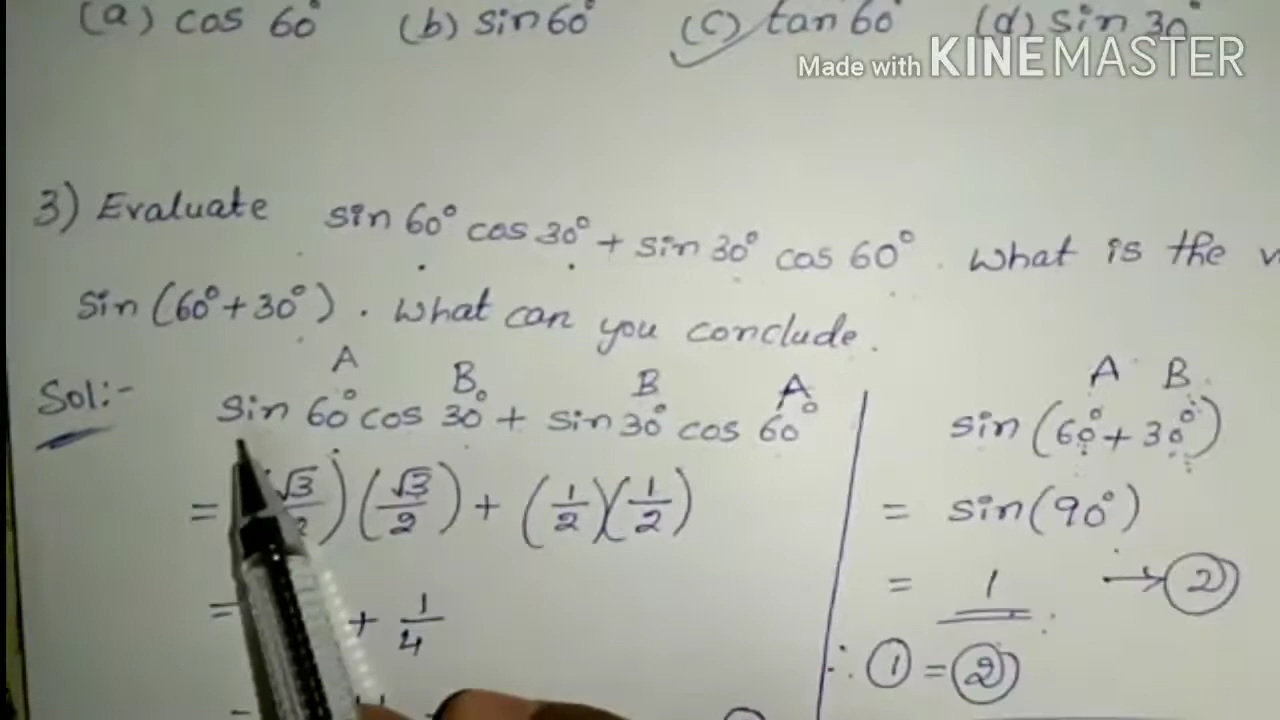 (a) cos 60° (b) sin 60° (c) tan 60° (d) sin 30°
Made with KINEMASTER
3) Evaluate sin 60° cos 30° + sin 30° cos 60°. What is the
sin (60° + 30°). What can you conclude.
A B B A
Sol:- sin 60° cos 30° + sin 30° cos 60°
= (√3/2)(√3/2) + (1/2)(1/2)
= + 1/4
=
A B
sin (60° + 30°)
= sin (90°)
= 1 → ②
∴ ① = ②